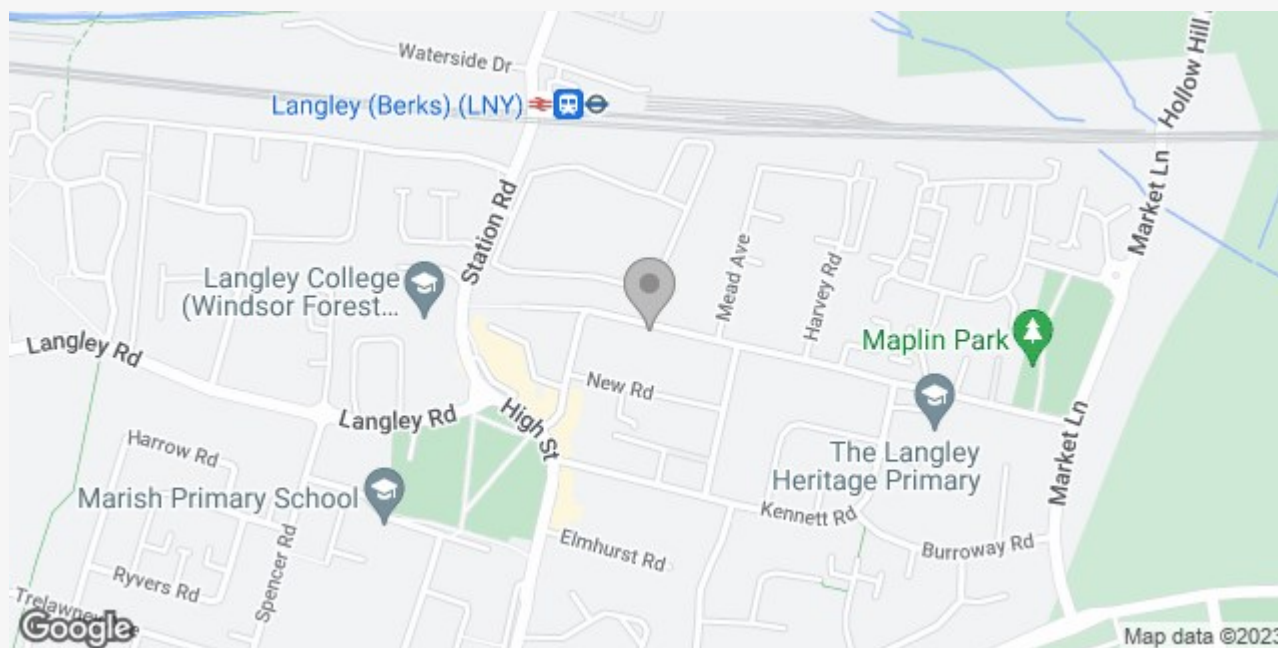 Waterside Dr
Hollow Hill
Langley (Berks) (LNY)
Station Rd
Market Ln
Mead Ave
Harvey Rd
Langley College
(Windsor Forest...
Maplin Park
Langley Rd
New Rd
Langley Rd
High St
Market Ln
Harrow Rd
The Langley
Heritage Primary
Marish Primary School
Kennett Rd
Spencer Rd
Elmhurst Rd
Burroway Rd
Ryvers Rd
Google
Map data ©2023